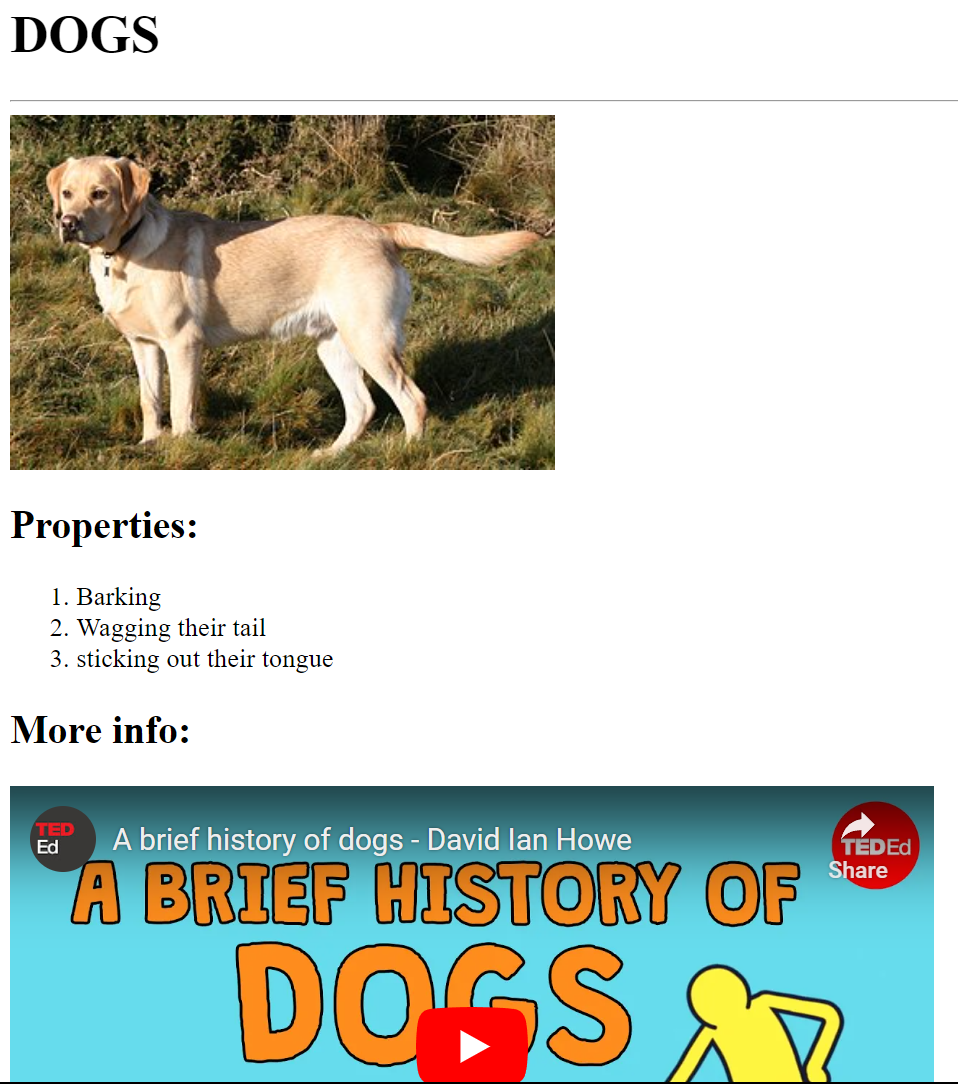 DOGS
Properties:
1. Barking
2. Wagging their tail
3. sticking out their tongue
More info:
TED
Ed
A brief history of dogs - David Ian Howe
TEDEd
Share
A BRIEF HISTORY OF
DOGS